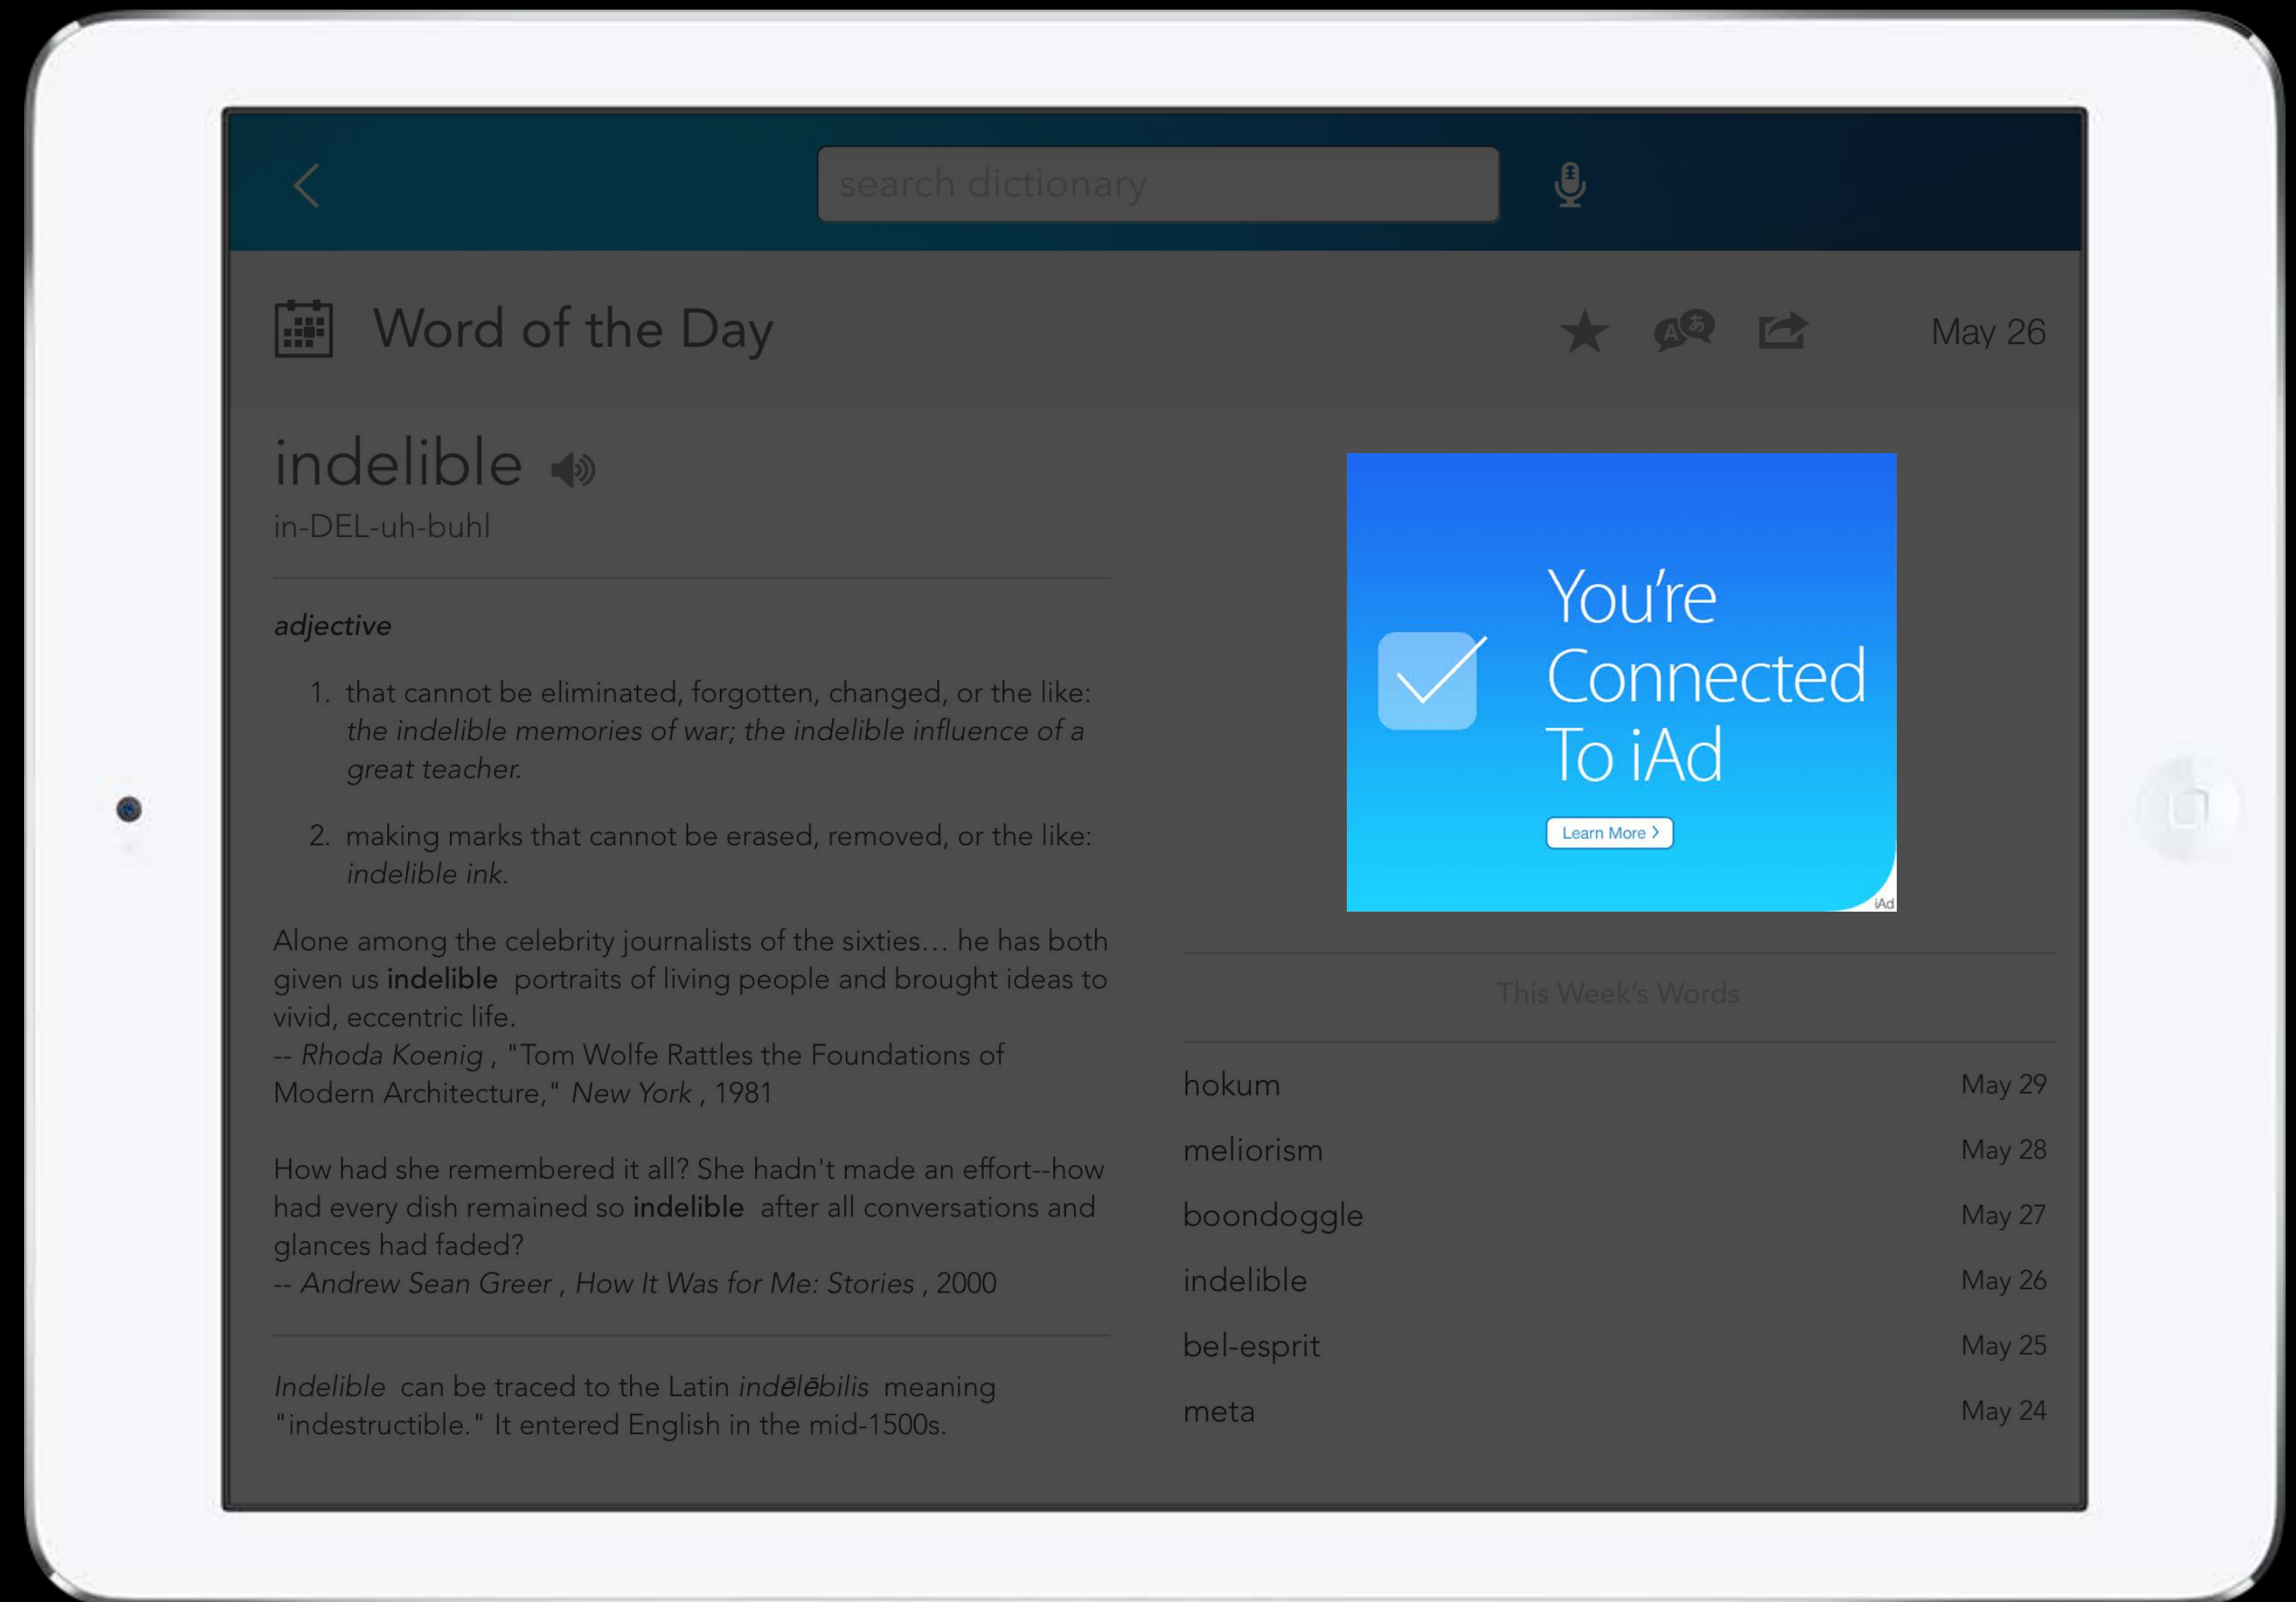 search dictionary
Word of the Day
May 26
indelible
in-DEL-uh-buhl
adjective
1. that cannot be eliminated, forgotten, changed, or the like:
the indelible memories of war; the indelible influence of a
great teacher.
2. making marks that cannot be erased, removed, or the like:
indelible ink.
Alone among the celebrity journalists of the sixties... he has both
given us indelible portraits of living people and brought ideas to
vivid, eccentric life.
-- Rhoda Koenig , "Tom Wolfe Rattles the Foundations of
Modern Architecture," New York , 1981
How had she remembered it all? She hadn't made an effort--how
had every dish remained so indelible after all conversations and
glances had faded?
-- Andrew Sean Greer , How It Was for Me: Stories , 2000
Indelible can be traced to the Latin indēlēbilis meaning
"indestructible." It entered English in the mid-1500s.
You're
Connected
To iAd
Learn More >
iAd
This Week's Words
hokum May 29
meliorism May 28
boondoggle May 27
indelible May 26
bel-esprit May 25
meta May 24